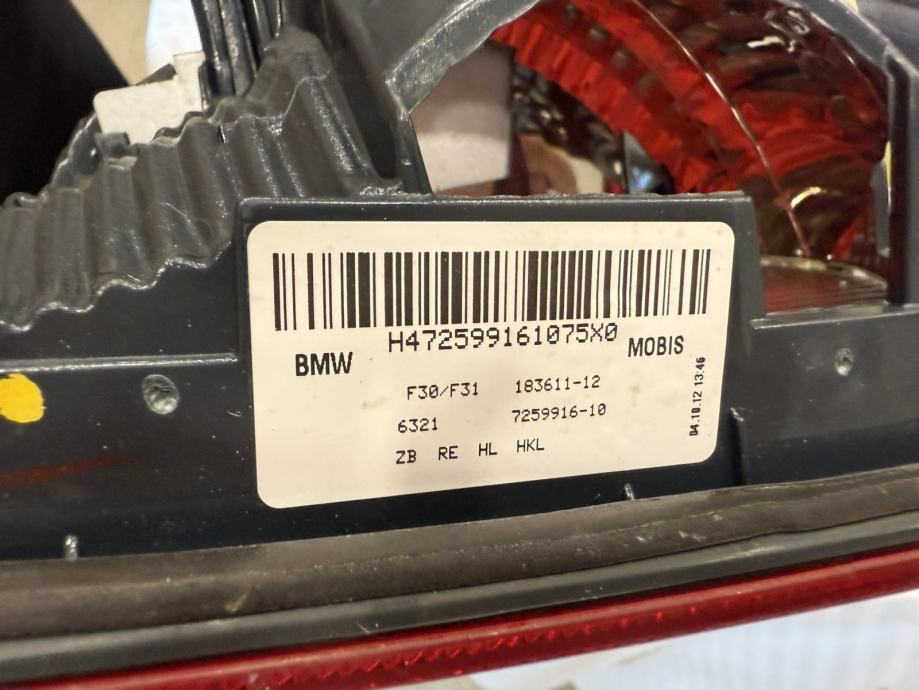 H472599161075X0
BMW
MOBIS
F30/F31 183611-12
6321 7259916-10
ZB RE HL HKL
04.10.12 13:46